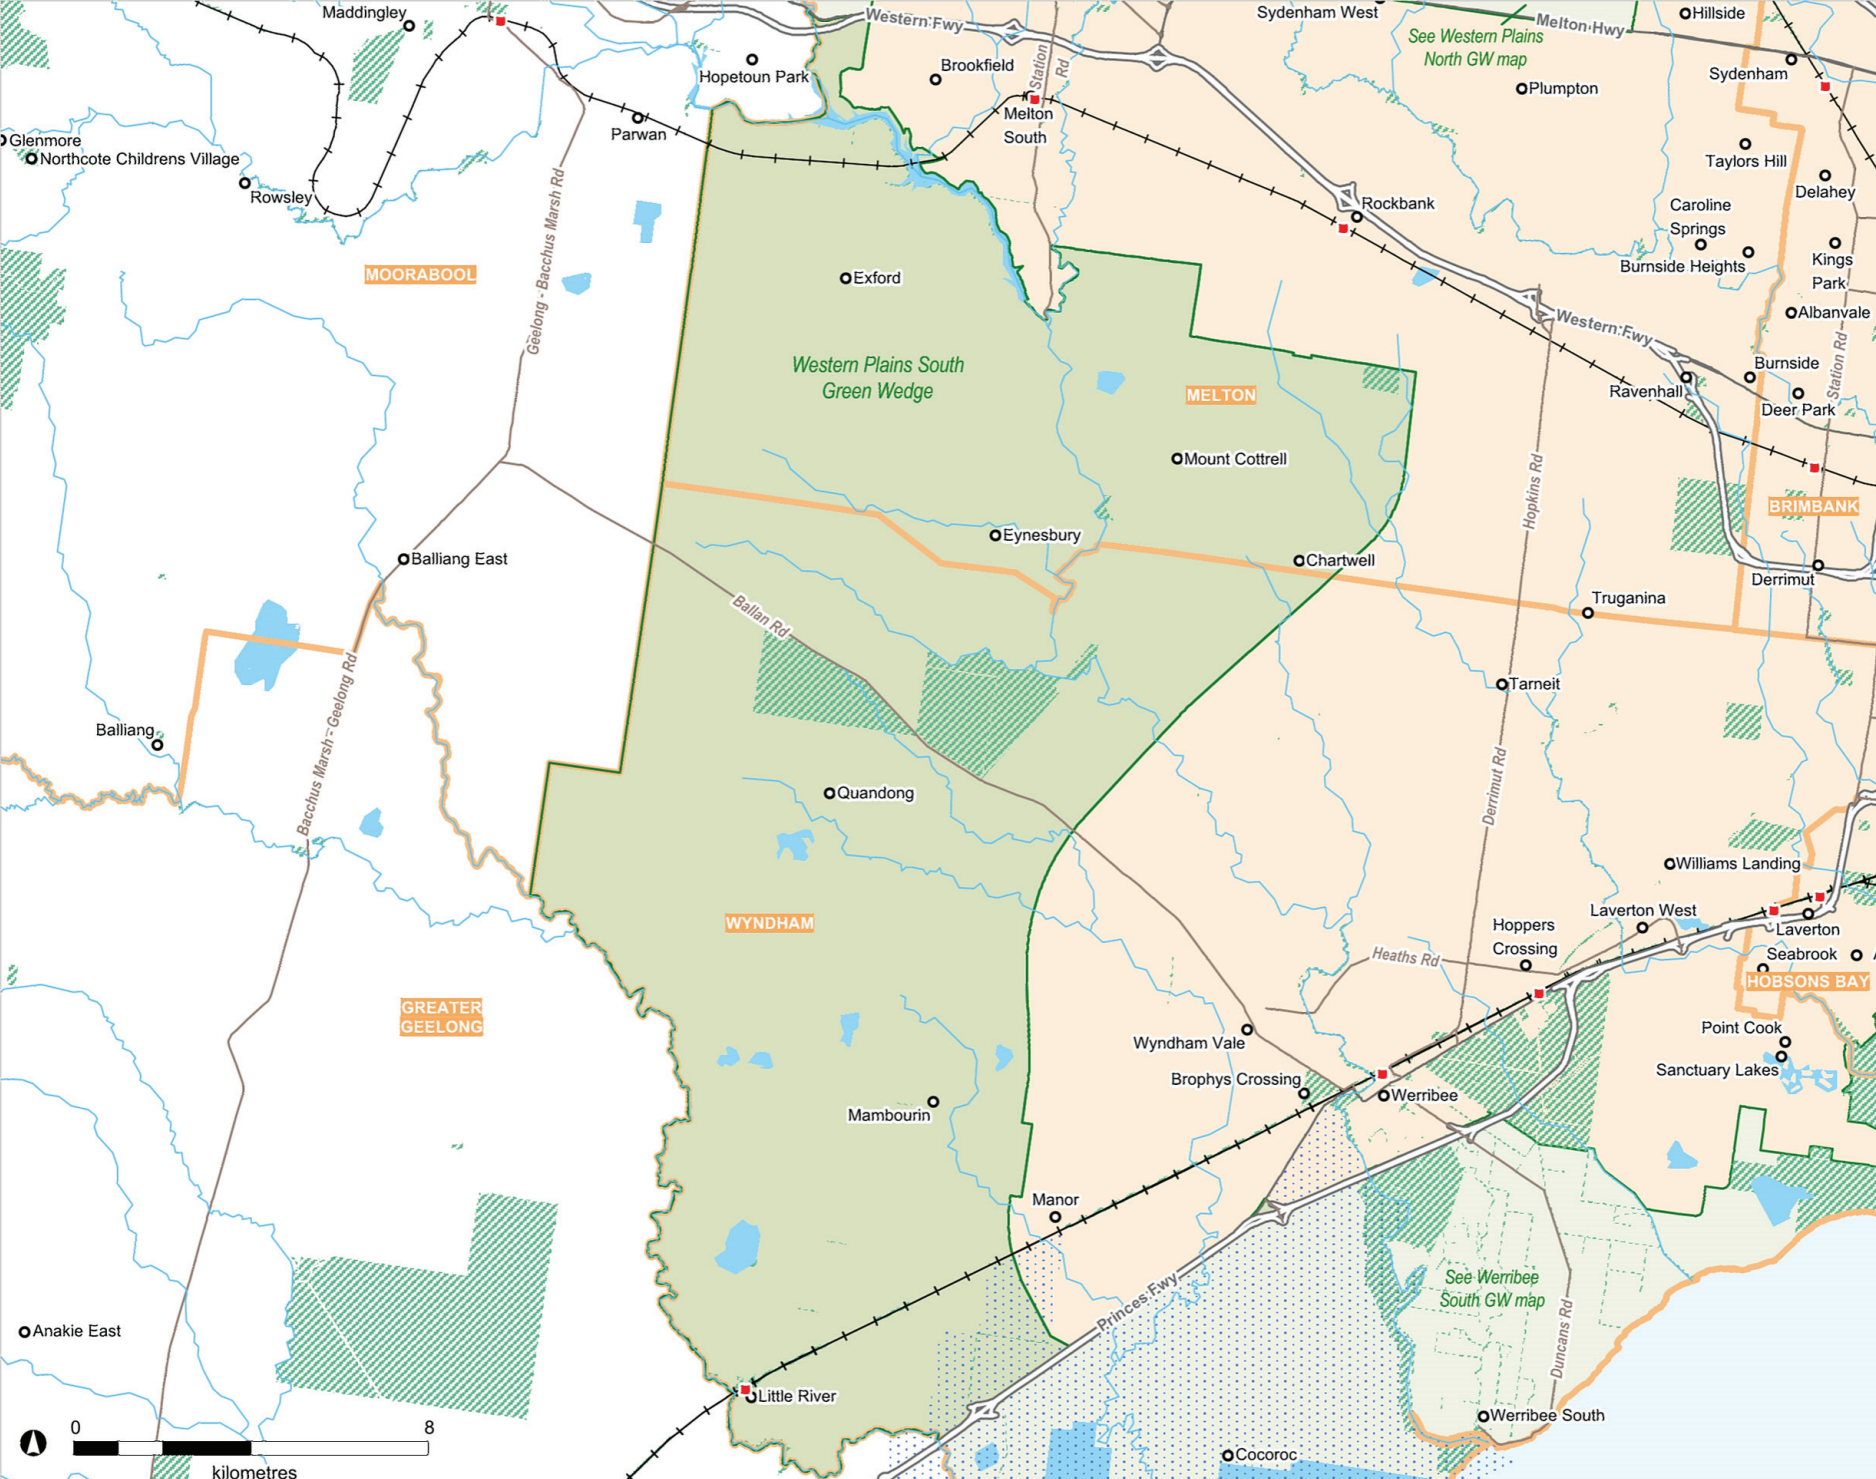 Maddingley
Western Fwy
Sydenham West
Melton Hwy
Hillside
See Western Plains
North GW map
Hopetoun Park
Brookfield
Station
Rd
Sydenham
Plumpton
Melton
South
Parwan
Glenmore
Northcote Childrens Village
Rowsley
Taylors Hill
Delahey
Caroline
Springs
Rockbank
Burnside Heights
Kings
Park
MOORABOOL
Geelong - Bacchus Marsh Rd
Exford
Albanvale
Western Fwy
Station Rd
Western Plains South
Green Wedge
MELTON
Burnside
Ravenhall
Deer Park
Mount Cottrell
Hopkins Rd
BRIMBANK
Eynesbury
Balliang East
Chartwell
Derrimut
Truganina
Ballan Rd
Tarneit
Bacchus Marsh - Geelong Rd
Balliang
Derrimut Rd
Quandong
Williams Landing
WYNDHAM
Laverton West
Hoppers
Crossing
Laverton
Heaths Rd
Seabrook
A
HOBSONS BAY
GREATER
GEELONG
Point Cook
Wyndham Vale
Sanctuary Lakes
Brophys Crossing
Werribee
Mambourin
Manor
Princes Fwy
See Werribee
South GW map
Duncans Rd
Anakie East
Little River
Werribee South
Cocoroc
0 8
kilometres